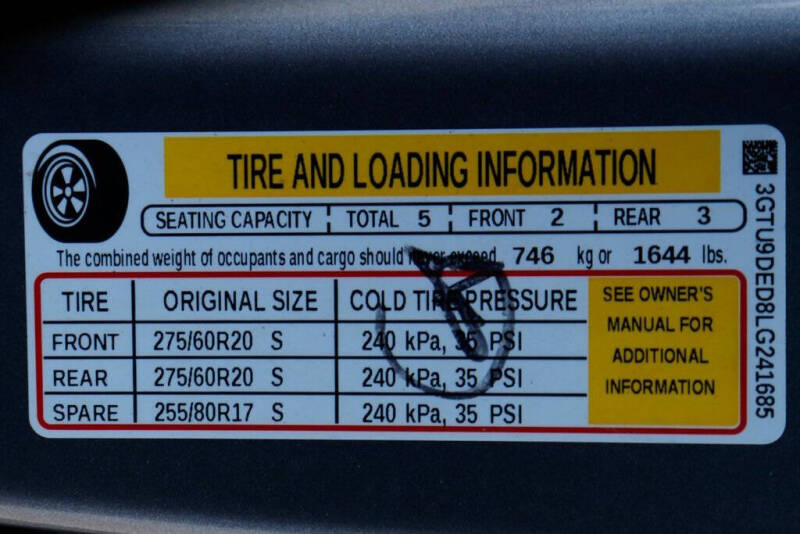 TIRE AND LOADING INFORMATION
SEATING CAPACITY TOTAL 5 FRONT 2 REAR 3
The combined weight of occupants and cargo should never exceed 746 kg or 1644 lbs.
TIRE ORIGINAL SIZE COLD TIRE PRESSURE
FRONT 275/60R20 S 240 kPa, 35 PSI
REAR 275/60R20 S 240 kPa, 35 PSI
SPARE 255/80R17 S 240 kPa, 35 PSI
SEE OWNER'S
MANUAL FOR
ADDITIONAL
INFORMATION
3GTU9DED8LG241685